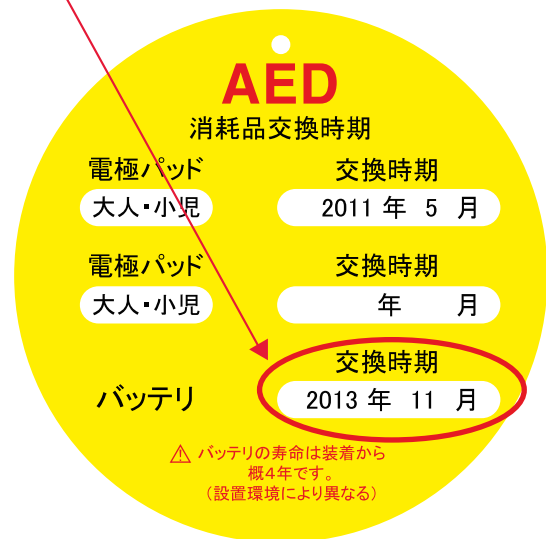 AED
消耗品交換時期
電極パッド 交換時期
大人・小児 2011 年 5 月
電極パッド 交換時期
大人・小児 年 月
交換時期
バッテリ 2013 年 11 月
⚠ バッテリの寿命は装着から
概4年です。
(設置環境により異なる)